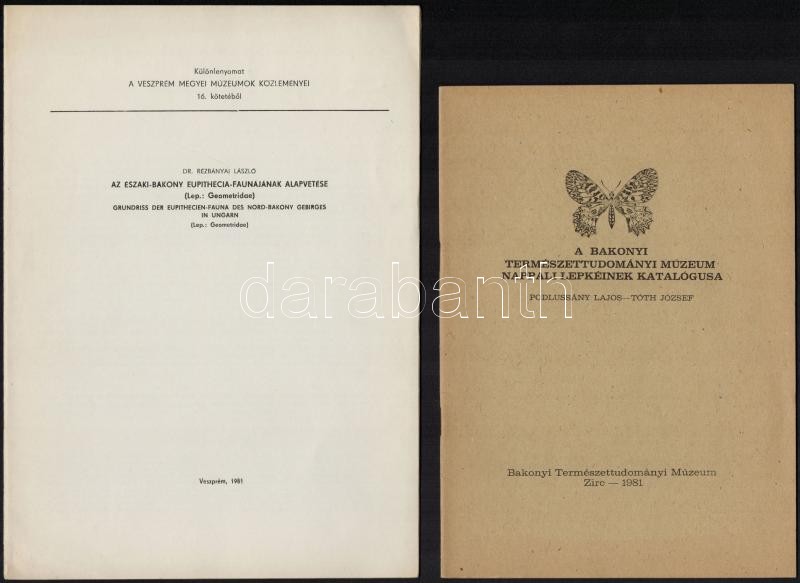 Különlenyomat
A VESZPRÉM MEGYEI MÚZEUMOK KÖZLEMÉNYEI
16. kötetéből
DR. RÉZBÁNYAI LÁSZLÓ
AZ ÉSZAKI-BAKONY EUPITHECIA-FAUNÁJÁNAK ALAPVETÉSE
(Lep.: Geometridae)
GRUNDRISS DER EUPITHECIEN-FAUNA DES NORD-BAKONY GEBIRGES
IN UNGARN
(Lep.: Geometridae)
Veszprém, 1981
A BAKONYI
TERMÉSZETTUDOMÁNYI MÚZEUM
NAPPALI LEPKÉINEK KATALÓGUSA
PODLUSSÁNY LAJOS—TÓTH JÓZSEF
Bakonyi Természettudományi Múzeum
Zirc — 1981
darabanth